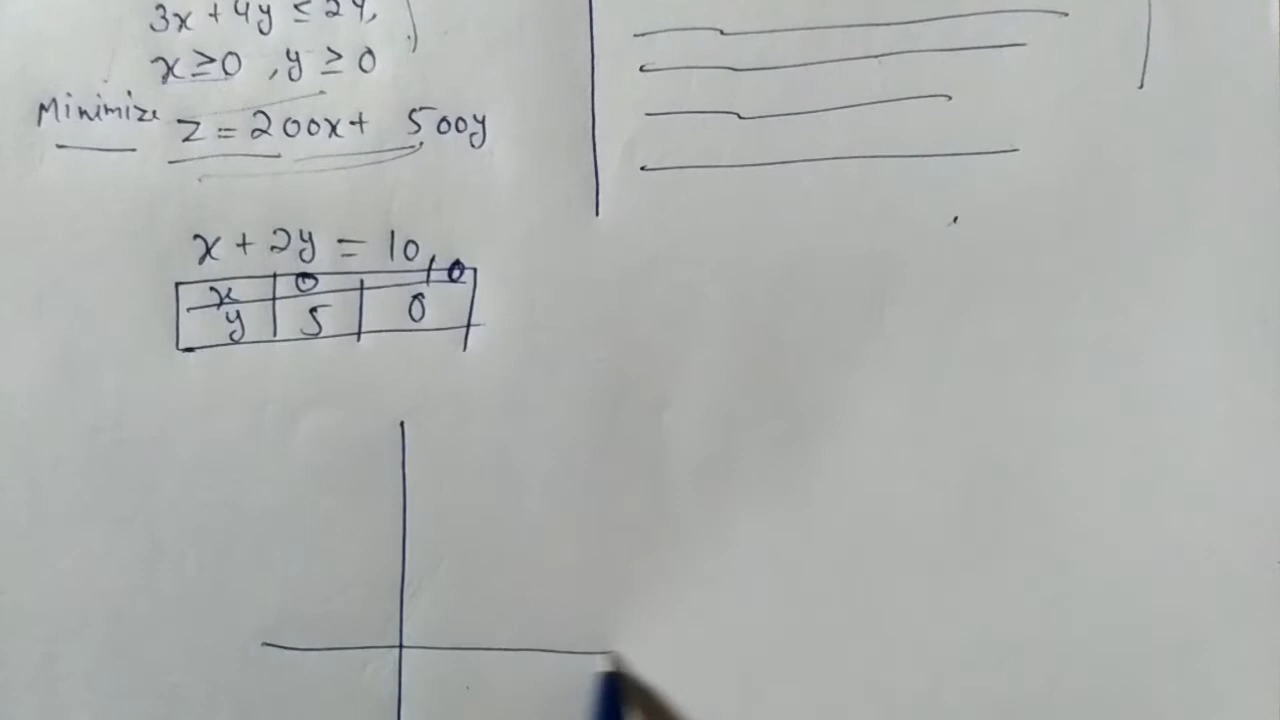 3x + 4y ≤ 24,
x ≥ 0 , y ≥ 0
Minimize z = 200x + 500y
x + 2y = 10,
x 0 10
y 5 0